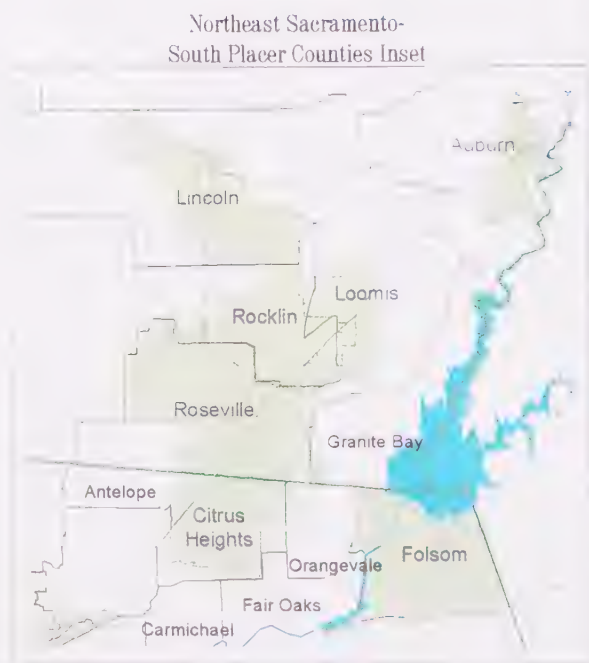 Northeast Sacramento-
South Placer Counties Inset
Auburn
Lincoln
Loomis
Rocklin
Roseville
Granite Bay
Antelope
Citrus
Heights
Folsom
Orangevale
Fair Oaks
Carmichael